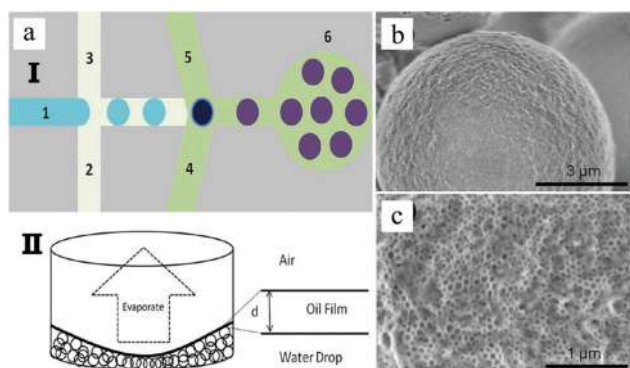 a
I
3
6
5
1
2
4
b
3 μm
II
Air
Evaporate
d
Oil Film
Water Drop
c
1 μm